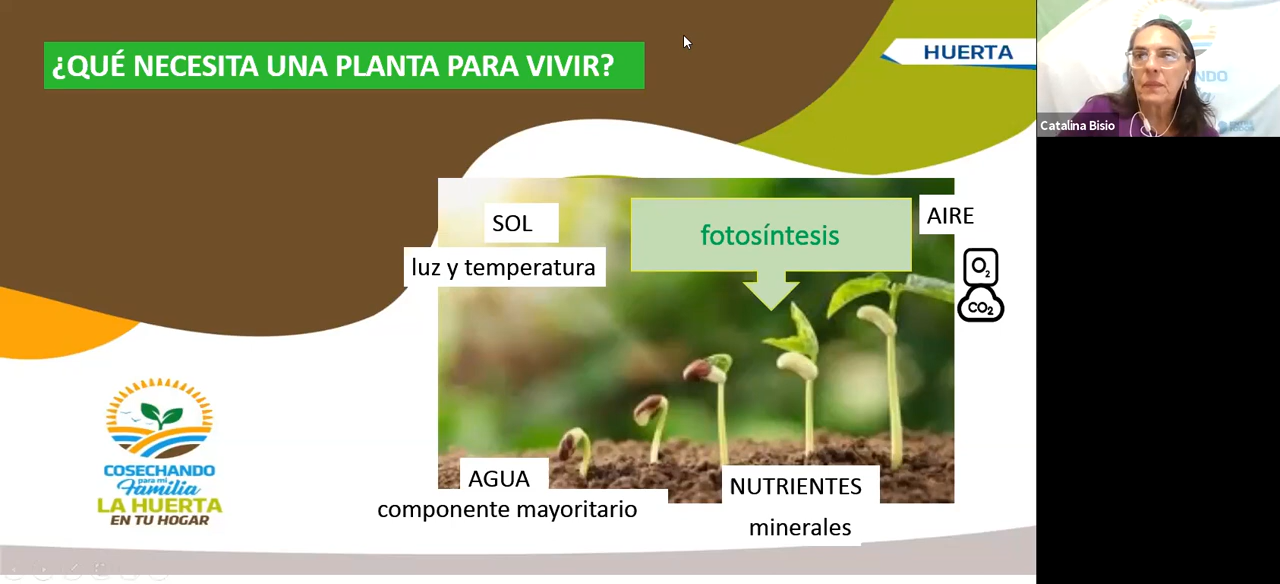 ¿QUÉ NECESITA UNA PLANTA PARA VIVIR?
HUERTA
Catalina Bisio
SOL
luz y temperatura
fotosíntesis
AIRE
O2
CO2
AGUA
componente mayoritario
NUTRIENTES
minerales
COSECHANDO
para mi
Familia
LA HUERTA
EN TU HOGAR